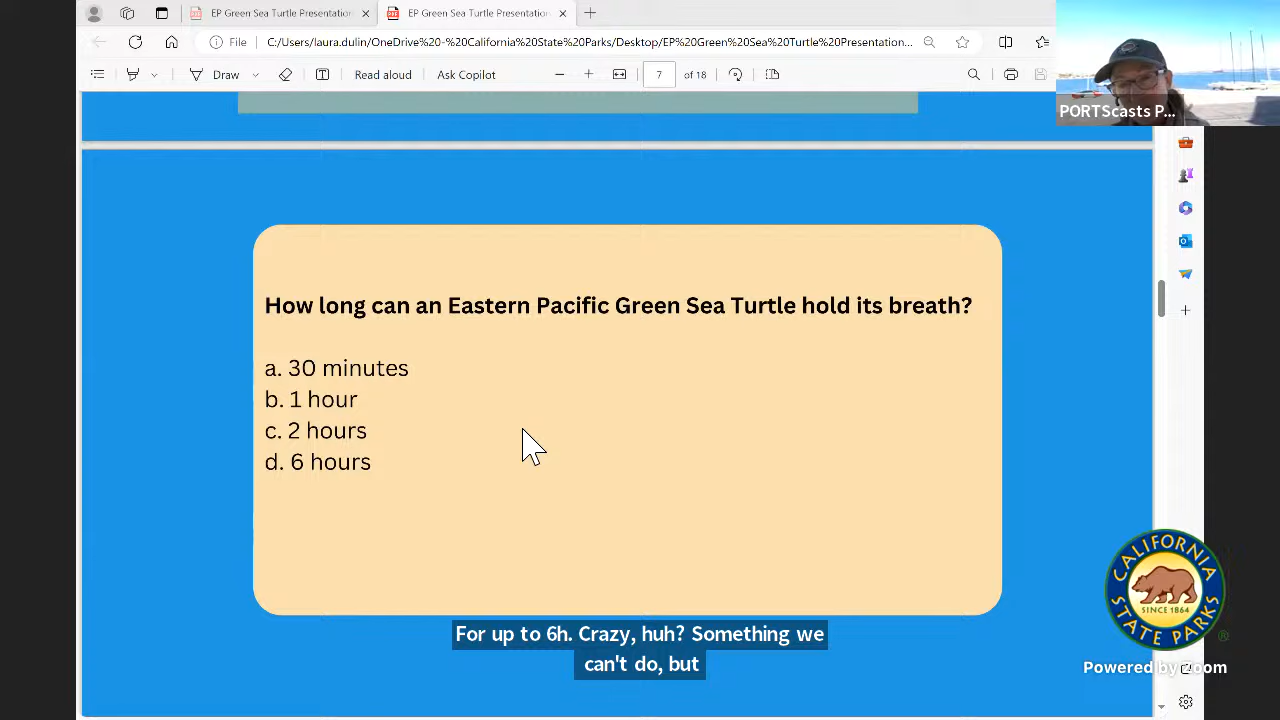 EP Green Sea Turtle Presentation
EP Green Sea Turtle Presentation
File
C:/Users/laura.dulin/OneDrive%20-%20California%20State%20Parks/Desktop/EP%20Green%20Sea%20Turtle%20Presentation...
Draw
Read aloud
Ask Copilot
7
of 18
PORTScasts P...
How long can an Eastern Pacific Green Sea Turtle hold its breath?
a. 30 minutes
b. 1 hour
c. 2 hours
d. 6 hours
CALIFORNIA
SINCE 1864
STATE PARKS
®
For up to 6h. Crazy, huh? Something we
can't do, but
Powered by Zoom